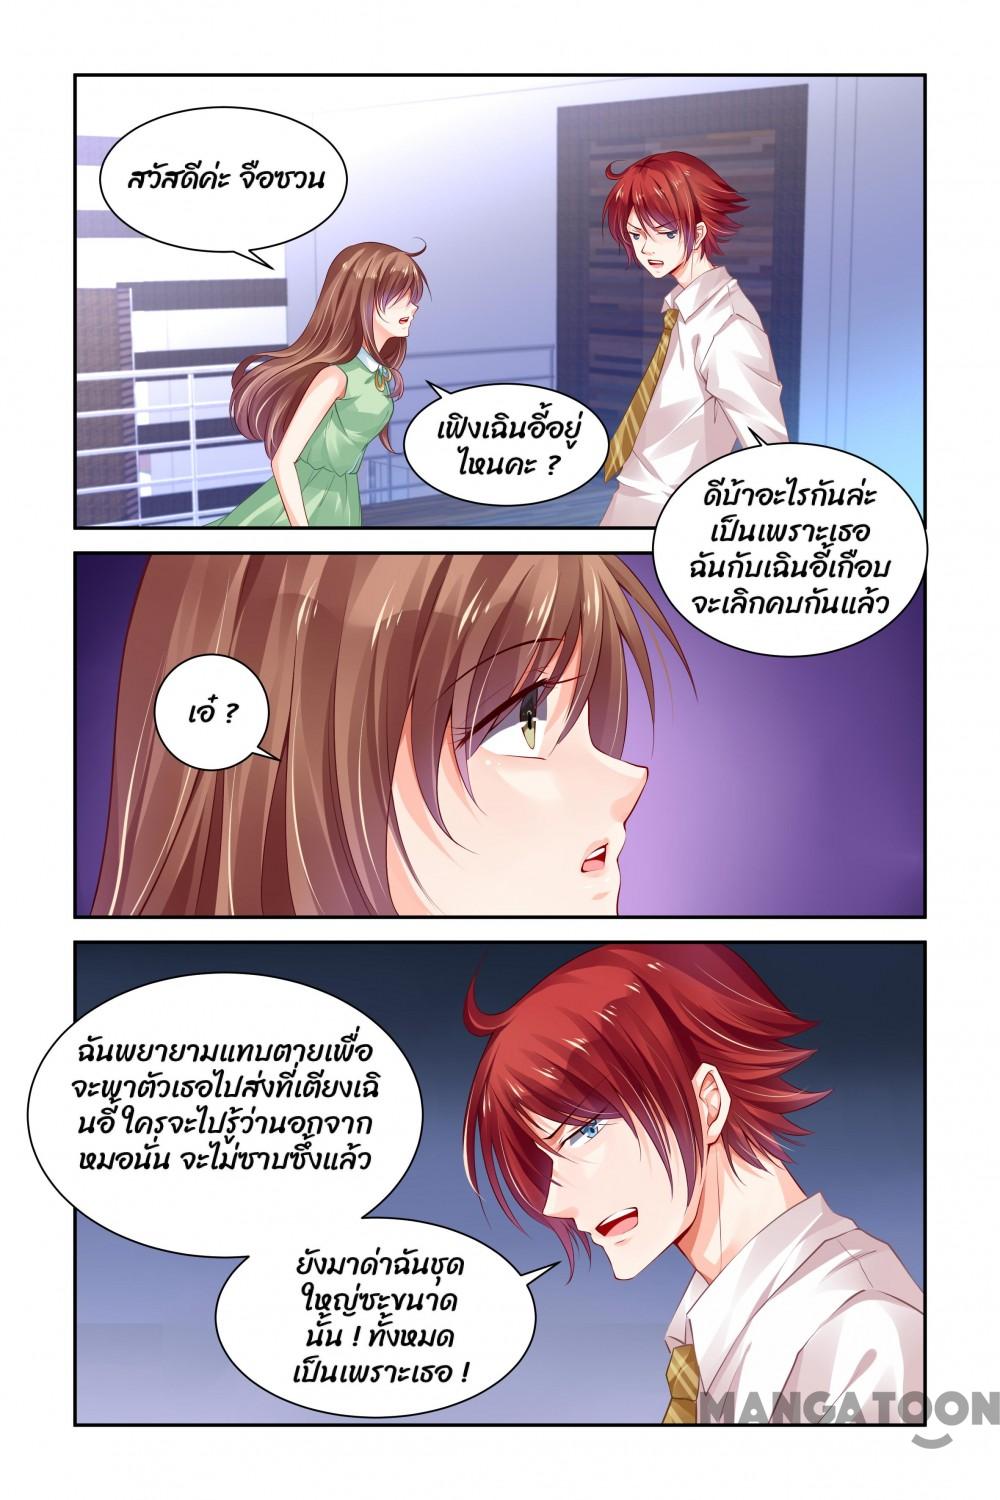 สวัสดีค่ะ จือซวน
เฟิงเฉินอี้อยู่
ไหนคะ ?
ดีบ้าอะไรกันล่ะ
เป็นเพราะเธอ
ฉันกับเฉินอี้เกือบ
จะเลิกคบกันแล้ว
เอ๋ ?
ฉันพยายามแทบตายเพื่อ
จะพาตัวเธอไปส่งที่เตียงเฉิ
นอี้ ใครจะไปรู้ว่านอกจาก
หมอนั่น จะไม่ซาบซึ้งแล้ว
ยังมาด่าฉันชุด
ใหญ่ซะขนาด
นั้น ! ทั้งหมด
เป็นเพราะเธอ !
MANGATOON